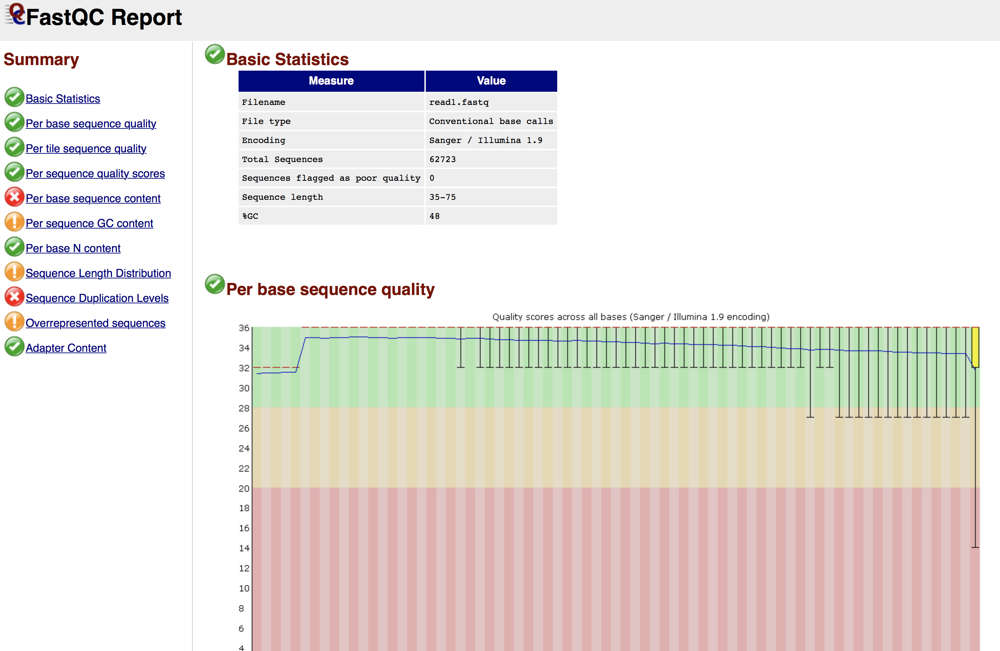 FastQC Report
Summary
Basic Statistics
Per base sequence quality
Per tile sequence quality
Per sequence quality scores
Per base sequence content
Per sequence GC content
Per base N content
Sequence Length Distribution
Sequence Duplication Levels
Overrepresented sequences
Adapter Content
Basic Statistics
Measure Value
Filename read1.fastq
File type Conventional base calls
Encoding Sanger / Illumina 1.9
Total Sequences 62723
Sequences flagged as poor quality 0
Sequence length 35-75
%GC 48
Per base sequence quality
Quality scores across all bases (Sanger / Illumina 1.9 encoding)
36
34
32
30
28
26
24
22
20
18
16
14
12
10
8
6
4